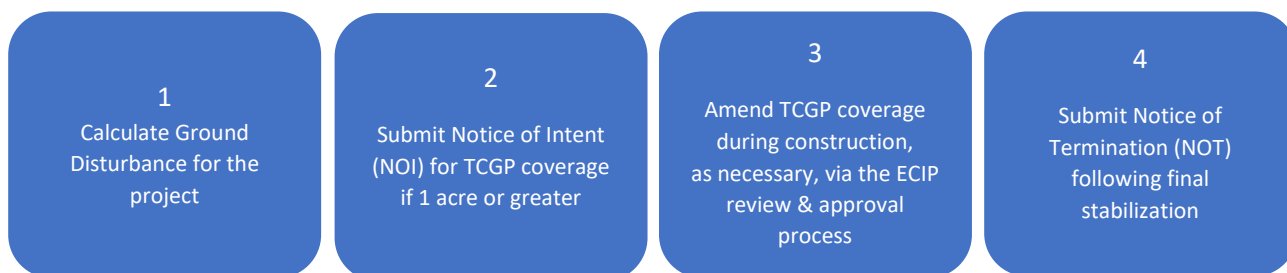 1
Calculate Ground
Disturbance for the
project
2
Submit Notice of Intent
(NOI) for TCGP coverage
if 1 acre or greater
3
Amend TCGP coverage
during construction,
as necessary, via the ECIP
review & approval
process
4
Submit Notice of
Termination (NOT)
following final
stabilization